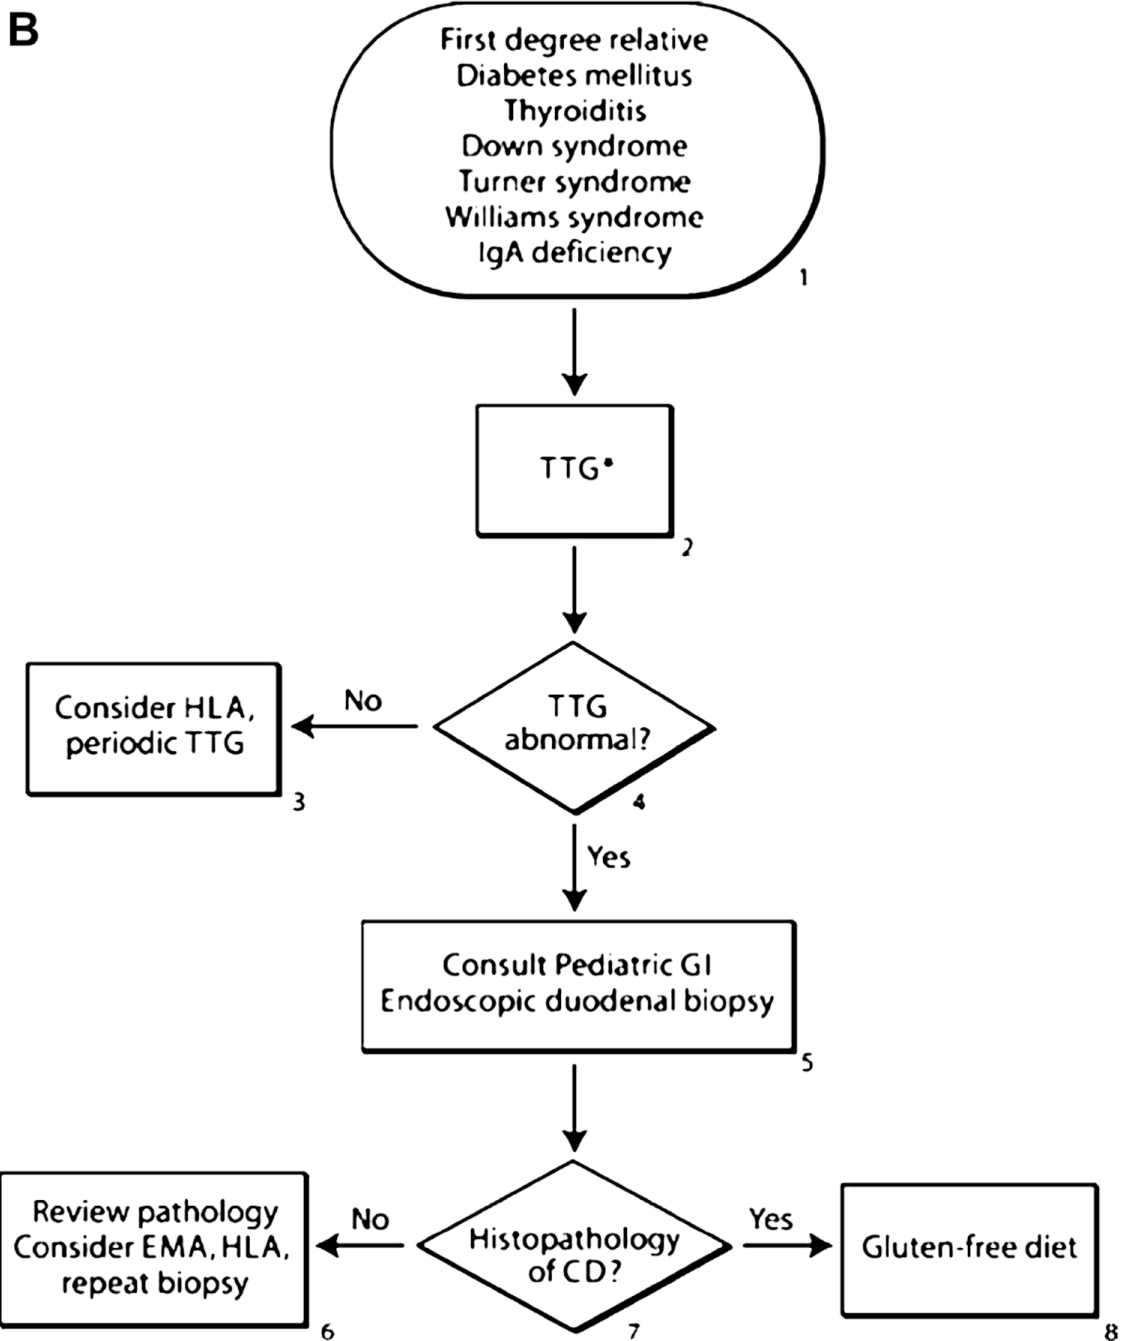 B
First degree relative
Diabetes mellitus
Thyroiditis
Down syndrome
Turner syndrome
Williams syndrome
IgA deficiency
1
TTG*
2
TTG
abnormal?
4
No
Consider HLA,
periodic TTG
3
Yes
Consult Pediatric GI
Endoscopic duodenal biopsy
5
Histopathology
of CD?
7
No
Review pathology
Consider EMA, HLA,
repeat biopsy
6
Yes
Gluten-free diet
8